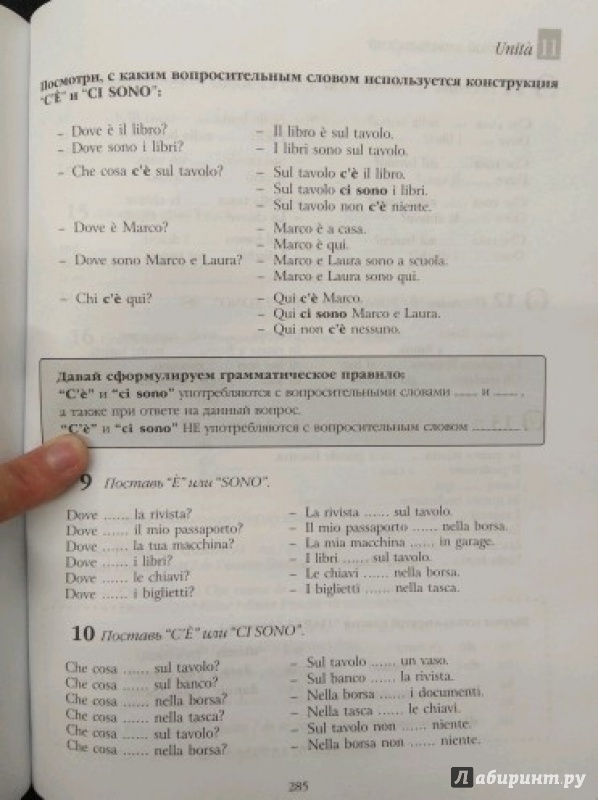 Unità 11
Посмотри, с каким вопросительным словом используется конструкция
"C'È" и "CI SONO":
– Dove è il libro? – Il libro è sul tavolo.
– Dove sono i libri? – I libri sono sul tavolo.
– Che cosa c'è sul tavolo? – Sul tavolo c'è il libro.
– Sul tavolo ci sono i libri.
– Sul tavolo non c'è niente.
– Dove è Marco? – Marco è a casa.
– Marco è qui.
– Dove sono Marco e Laura? – Marco e Laura sono a scuola.
– Marco e Laura sono qui.
– Chi c'è qui? – Qui c'è Marco.
– Qui ci sono Marco e Laura.
– Qui non c'è nessuno.
Давай сформулируем грамматическое правило:
"C'è" и "ci sono" употребляются с вопросительными словами ____ и ____,
а также при ответе на данный вопрос.
"C'è" и "ci sono" НЕ употребляются с вопросительным словом ________
9 Поставь "È" или "SONO".
Dove ...... la rivista? – La rivista ...... sul tavolo.
Dove ...... il mio passaporto? – Il mio passaporto ...... nella borsa.
Dove ...... la tua macchina? – La mia macchina ...... in garage.
Dove ...... i libri? – I libri ...... sul tavolo.
Dove ...... le chiavi? – Le chiavi ...... nella borsa.
Dove ...... i biglietti? – I biglietti ...... nella tasca.
10 Поставь "C'È" или "CI SONO".
Che cosa ...... sul tavolo? – Sul tavolo ...... un vaso.
Che cosa ...... sul banco? – Sul banco ...... la rivista.
Che cosa ...... nella borsa? – Nella borsa ...... i documenti.
Che cosa ...... nella tasca? – Nella tasca ...... le chiavi.
Che cosa ...... sul tavolo? – Sul tavolo non ...... niente.
Che cosa ...... nella borsa? – Nella borsa non ...... niente.
285
Лабиринт.ру